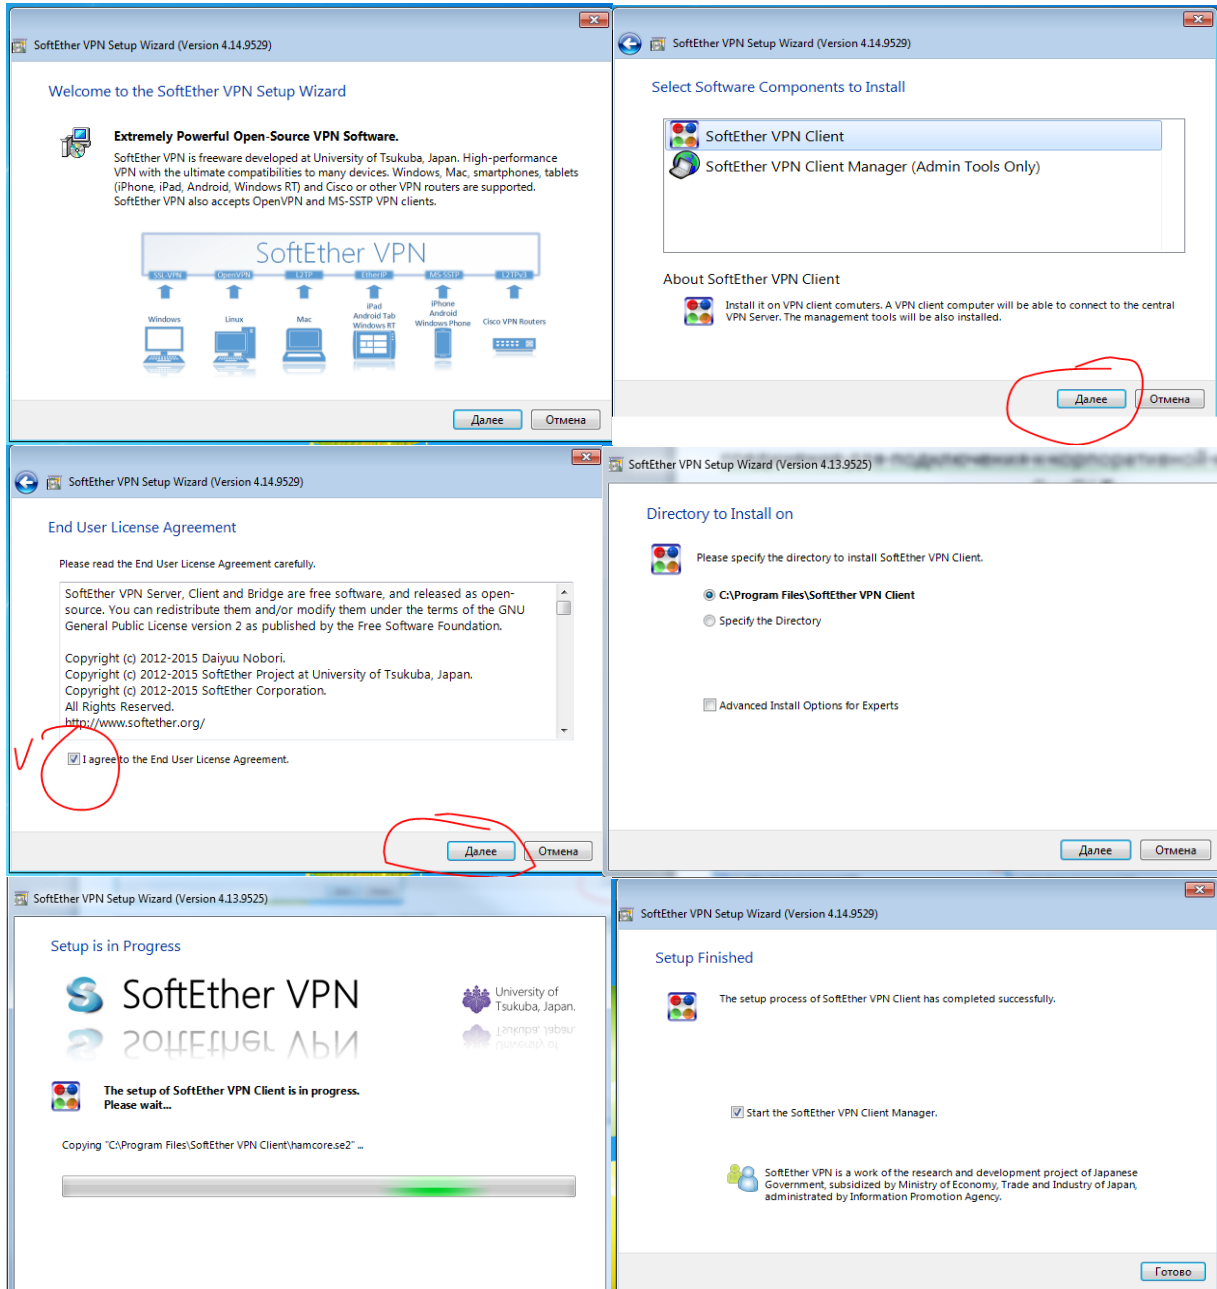 SoftEther VPN Setup Wizard (Version 4.14.9529)
Welcome to the SoftEther VPN Setup Wizard
Extremely Powerful Open-Source VPN Software.
SoftEther VPN is freeware developed at University of Tsukuba, Japan. High-performance
VPN with the ultimate compatibilities to many devices. Windows, Mac, smartphones, tablets
(iPhone, iPad, Android, Windows RT) and Cisco or other VPN routers are supported.
SoftEther VPN also accepts OpenVPN and MS-SSTP VPN clients.
SoftEther VPN
SSL-VPN OpenVPN L2TP EtherIP MS-SSTP L2TPv3
Windows
Linux
Mac
iPad
Android Tab
Windows RT
iPhone
Android
Windows Phone
Cisco VPN Routers
Далее Отмена
SoftEther VPN Setup Wizard (Version 4.14.9529)
Select Software Components to Install
SoftEther VPN Client
SoftEther VPN Client Manager (Admin Tools Only)
About SoftEther VPN Client
Install it on VPN client comuters. A VPN client computer will be able to connect to the central
VPN Server. The management tools will be also installed.
Далее Отмена
SoftEther VPN Setup Wizard (Version 4.14.9529)
End User License Agreement
Please read the End User License Agreement carefully.
SoftEther VPN Server, Client and Bridge are free software, and released as open-
source. You can redistribute them and/or modify them under the terms of the GNU
General Public License version 2 as published by the Free Software Foundation.
Copyright (c) 2012-2015 Daiyuu Nobori.
Copyright (c) 2012-2015 SoftEther Project at University of Tsukuba, Japan.
Copyright (c) 2012-2015 SoftEther Corporation.
All Rights Reserved.
http://www.softether.org/
V
I agree to the End User License Agreement.
Далее Отмена
подключения к корпоративной
SoftEther VPN Setup Wizard (Version 4.13.9525)
Directory to Install on
Please specify the directory to install SoftEther VPN Client.
C:\Program Files\SoftEther VPN Client
Specify the Directory
Advanced Install Options for Experts
Далее Отмена
SoftEther VPN Setup Wizard (Version 4.13.9525)
Setup is in Progress
SoftEther VPN
University of
Tsukuba, Japan.
The setup of SoftEther VPN Client is in progress.
Please wait...
Copying "C:\Program Files\SoftEther VPN Client\hamcore.se2" ...
SoftEther VPN Setup Wizard (Version 4.14.9529)
Setup Finished
The setup process of SoftEther VPN Client has completed successfully.
Start the SoftEther VPN Client Manager.
SoftEther VPN is a work of the research and development project of Japanese
Government, subsidized by Ministry of Economy, Trade and Industry of Japan,
administrated by Information Promotion Agency.
Готово